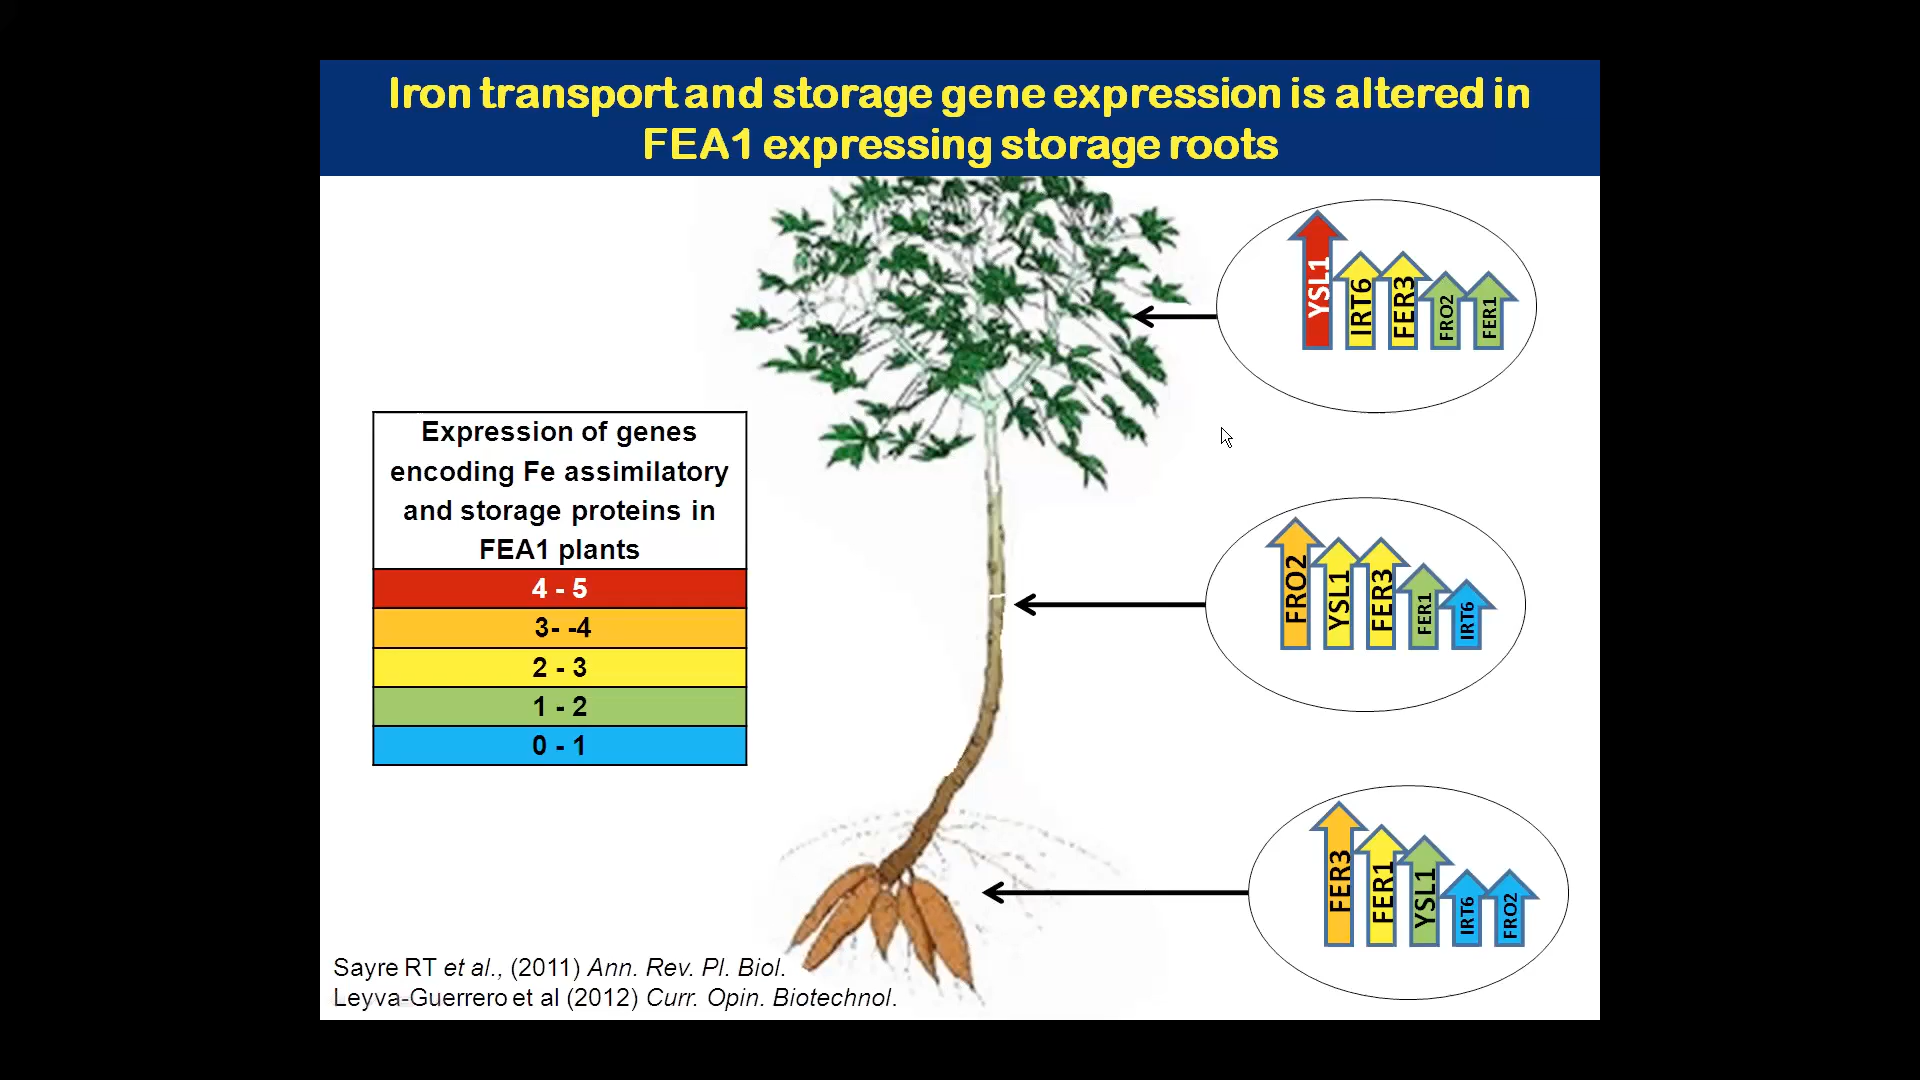 Iron transport and storage gene expression is altered in
FEA1 expressing storage roots
YSL1
IRT6
FER3
FRO2
FER1
Expression of genes
encoding Fe assimilatory
and storage proteins in
FEA1 plants
4 - 5
3- -4
2 - 3
1 - 2
0 - 1
FRO2
YSL1
FER3
FER1
IRT6
FER3
FER1
YSL1
IRT6
FRO2
Sayre RT et al., (2011) Ann. Rev. Pl. Biol.
Leyva-Guerrero et al (2012) Curr. Opin. Biotechnol.